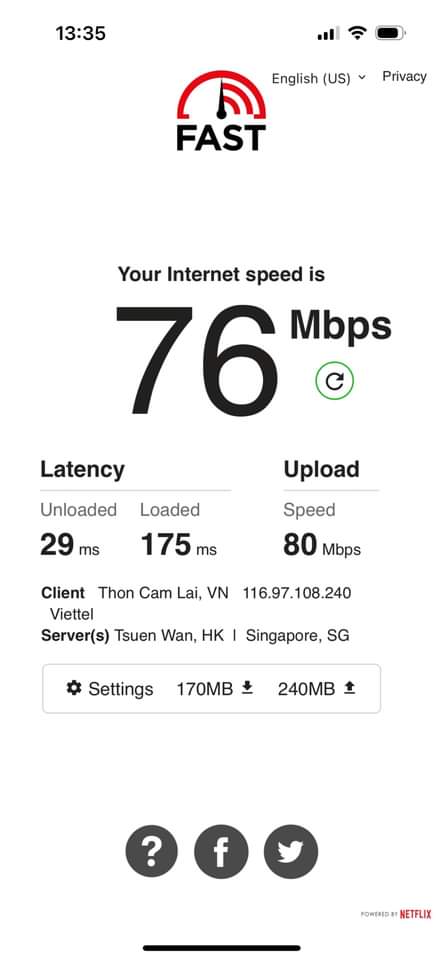 13:35
English (US) Privacy
FAST
Your Internet speed is
76 Mbps
Latency Upload
Unloaded Loaded Speed
29 ms 175 ms 80 Mbps
Client Thon Cam Lai, VN 116.97.108.240
Viettel
Server(s) Tsuen Wan, HK | Singapore, SG
Settings 170MB 240MB
?
f
POWERED BY NETFLIX